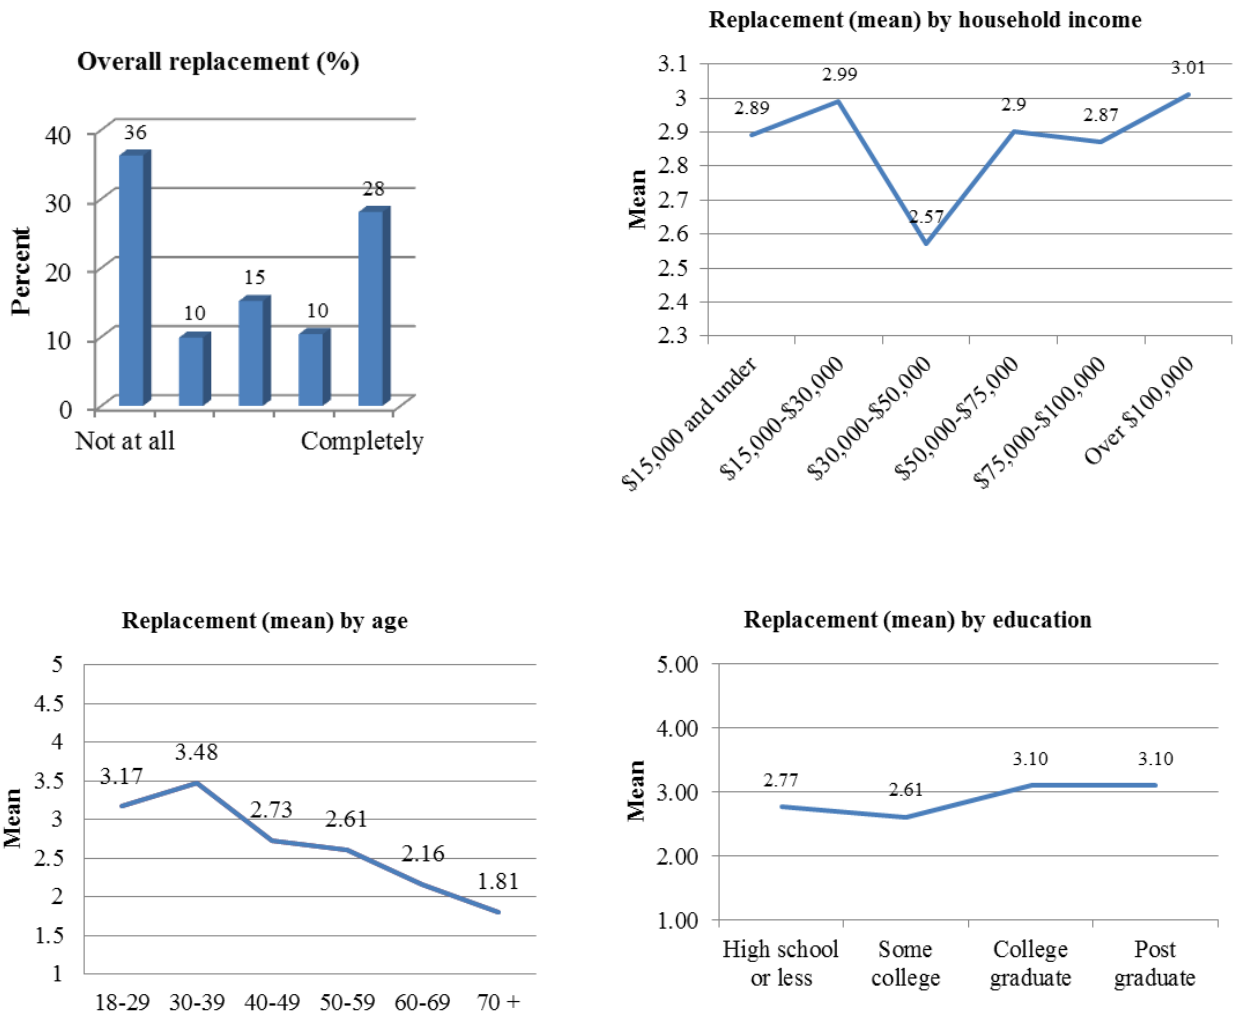 Overall replacement (%)
Percent
40
30
20
10
0
36
10
15
10
28
Not at all
Completely
Replacement (mean) by household income
Mean
3.1
3
2.9
2.8
2.7
2.6
2.5
2.4
2.3
2.89
2.99
2.57
2.9
2.87
3.01
$15,000 and under
$15,000-$30,000
$30,000-$50,000
$50,000-$75,000
$75,000-$100,000
Over $100,000
Replacement (mean) by age
Mean
5
4.5
4
3.5
3
2.5
2
1.5
1
3.17
3.48
2.73
2.61
2.16
1.81
18-29 30-39 40-49 50-59 60-69 70 +
Replacement (mean) by education
Mean
5.00
4.00
3.00
2.00
1.00
2.77
2.61
3.10
3.10
High school
or less
Some
college
College
graduate
Post
graduate